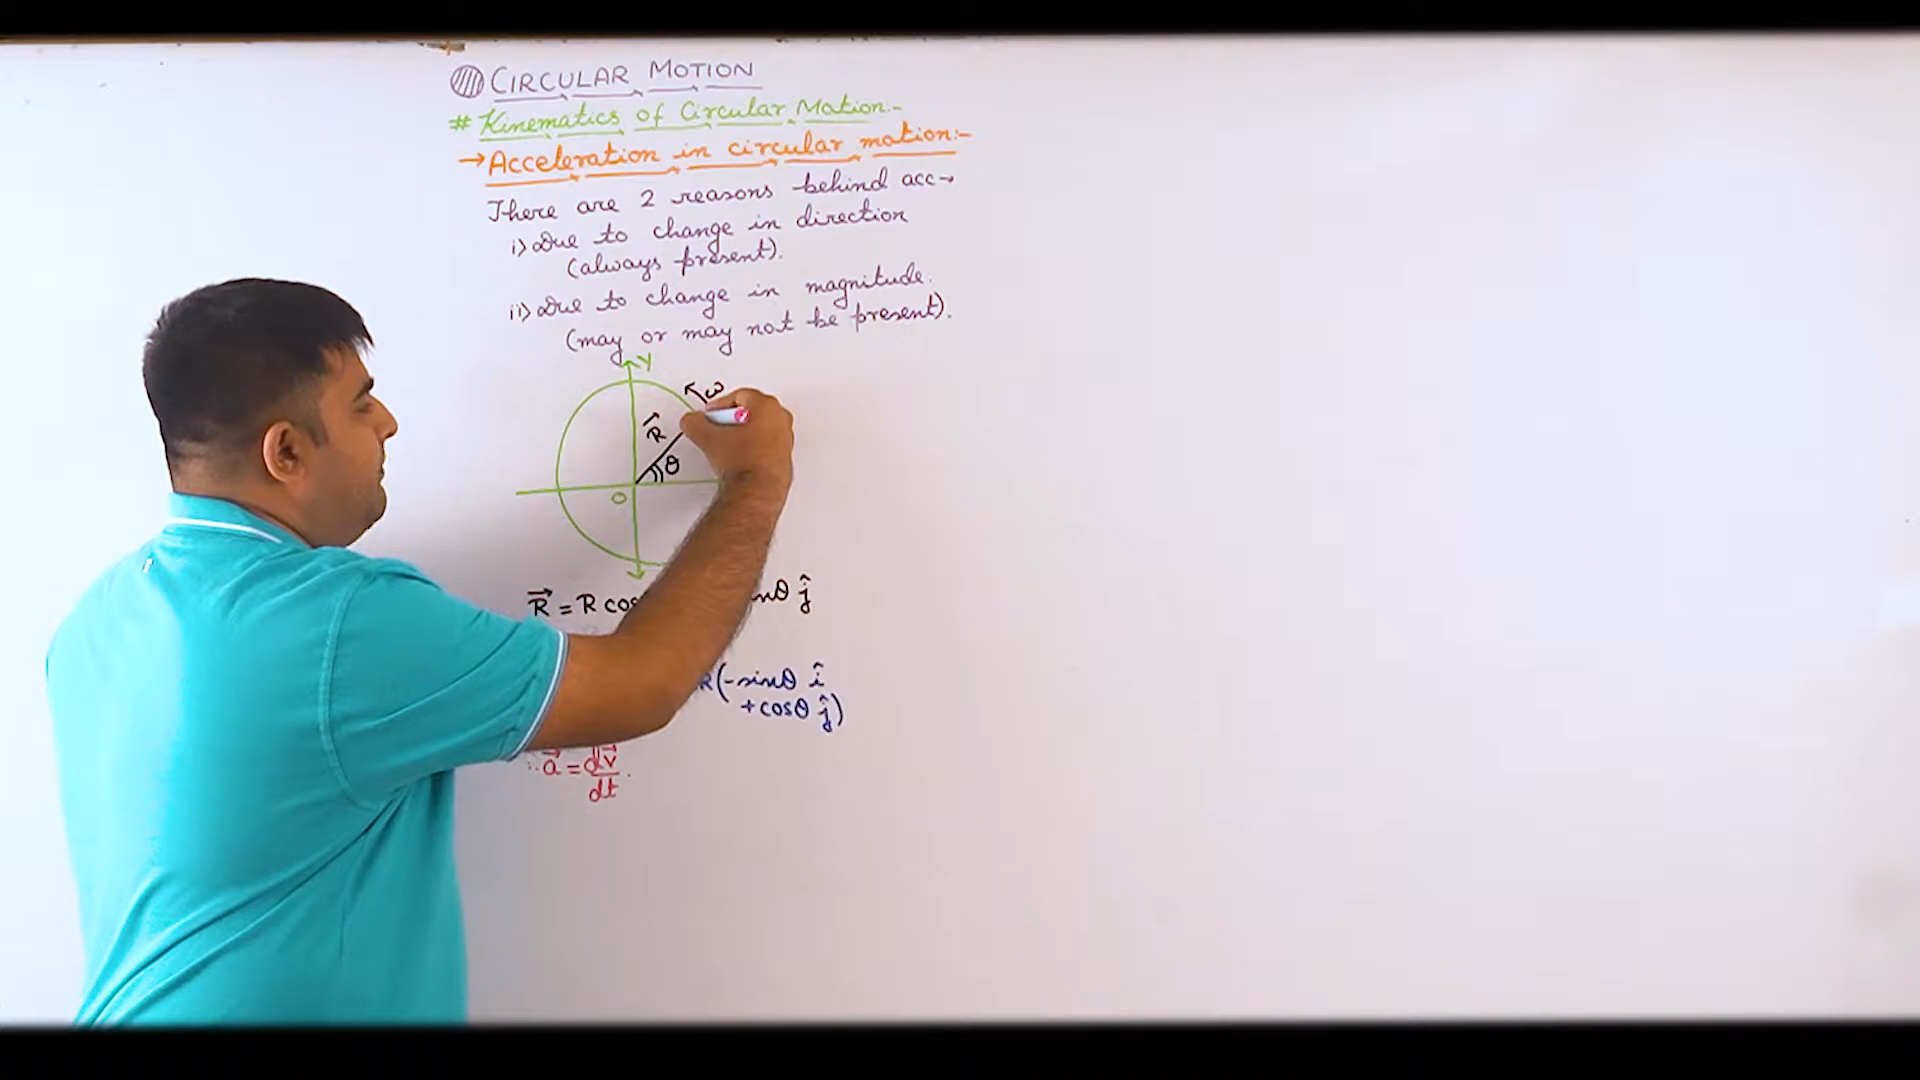 CIRCULAR MOTION
# Kinematics of Circular Motion:-
→ Acceleration in circular motion:-
There are 2 reasons behind acc→
i) Due to change in direction
(always present).
ii) Due to change in magnitude.
(may or may not be present).
Y
ω
R⃗
θ
O
R⃗ = R cos
nθ ĵ
R(-sinθ î
+cosθ ĵ)
∴ a⃗ = dv⃗/dt.